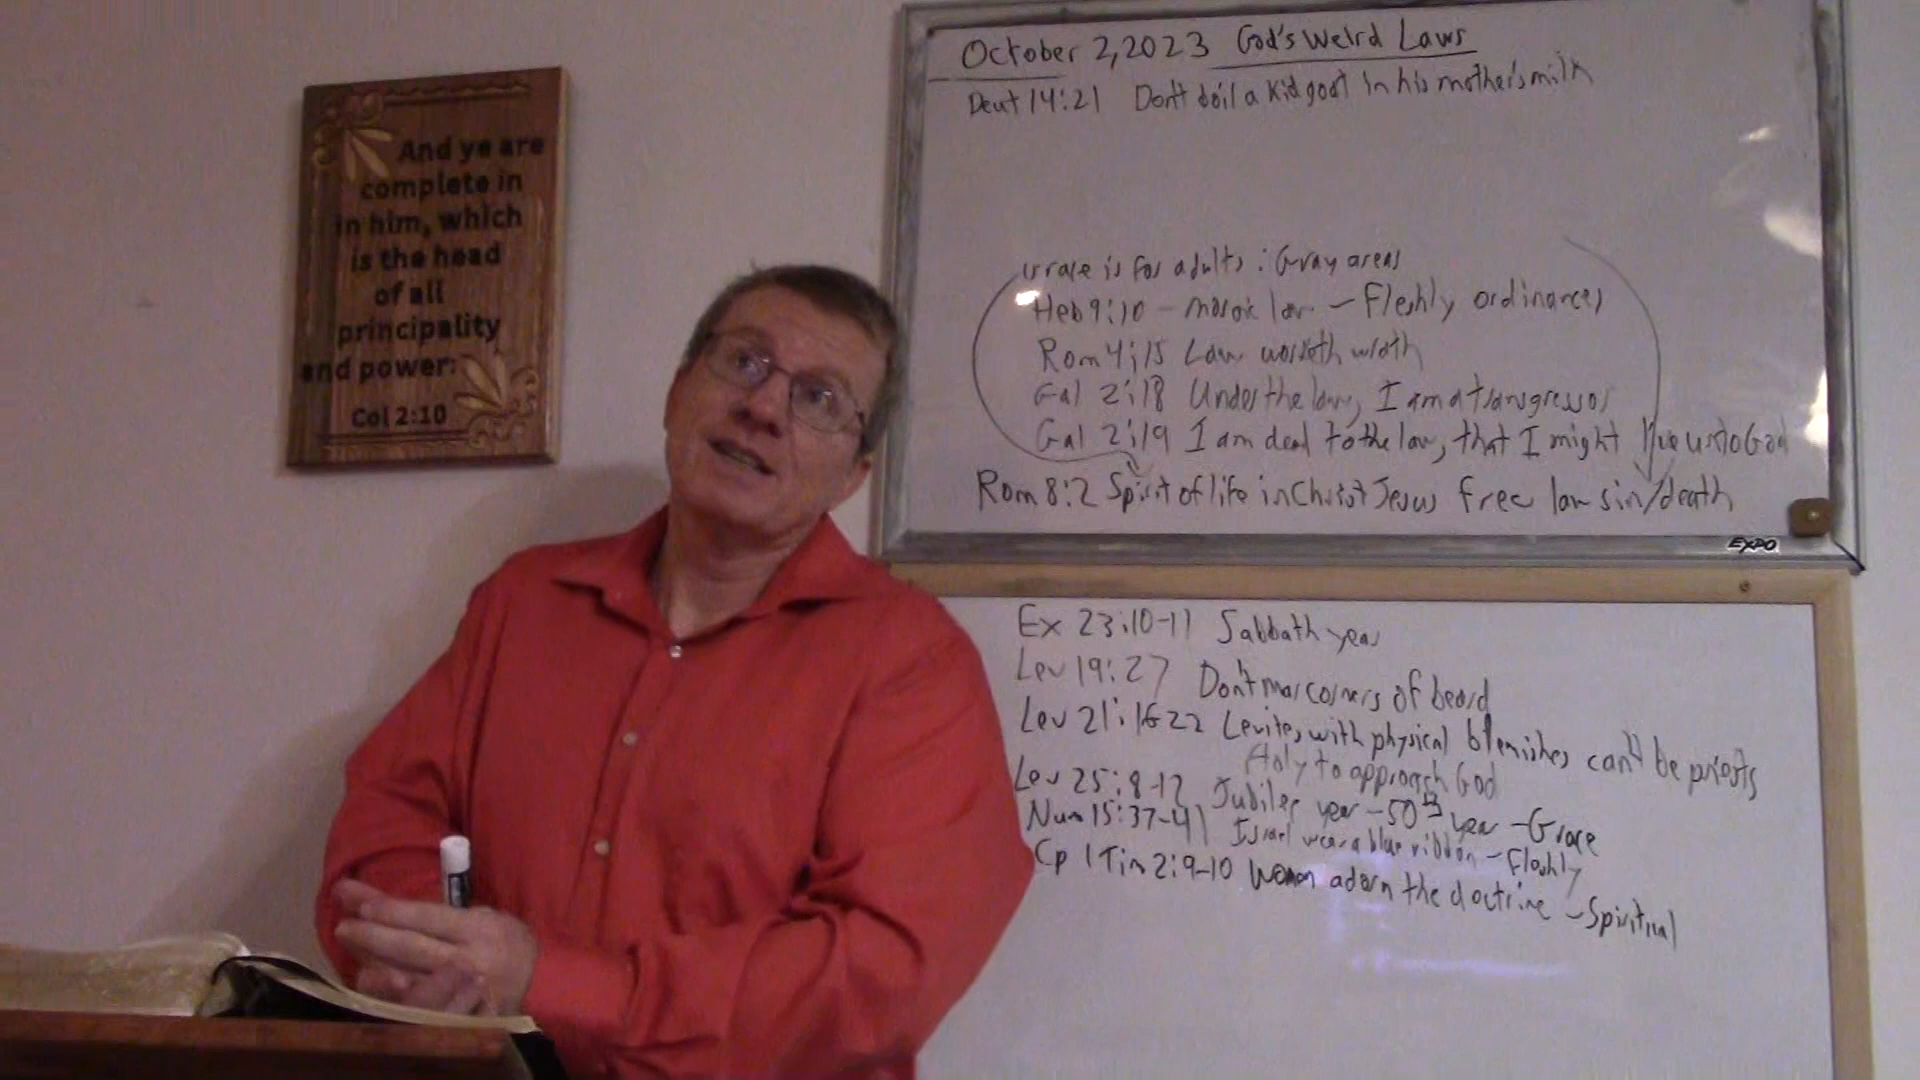 And ye are
complete in
in him, which
is the head
of all
principality
and power:
Col 2:10
October 2, 2023 God's Weird Laws
Deut 14:21 Don't boil a kid goat in his mother's milk
Grace is for adults: Gray areas
Heb 9:10 - mosaic law - Fleshly ordinances
Rom 4:15 Law worketh wrath
Gal 2:18 Under the law, I am a transgressor
Gal 2:19 I am dead to the law, that I might live unto God
Rom 8:2 Spirit of life in Christ Jesus free law sin/death
EXPO
Ex 23:10-11 Sabbath year
Lev 19:27 Don't mar corners of beard
Lev 21:16-22 Levites with physical blemishes can't be priests
Holy to approach God
Lev 25:8-12 Jubilee year - 50th year - Grace
Num 15:37-41 Israel wear a blue ribbon - Fleshly
Cp 1 Tim 2:9-10 Women adorn the doctrine - Spiritual